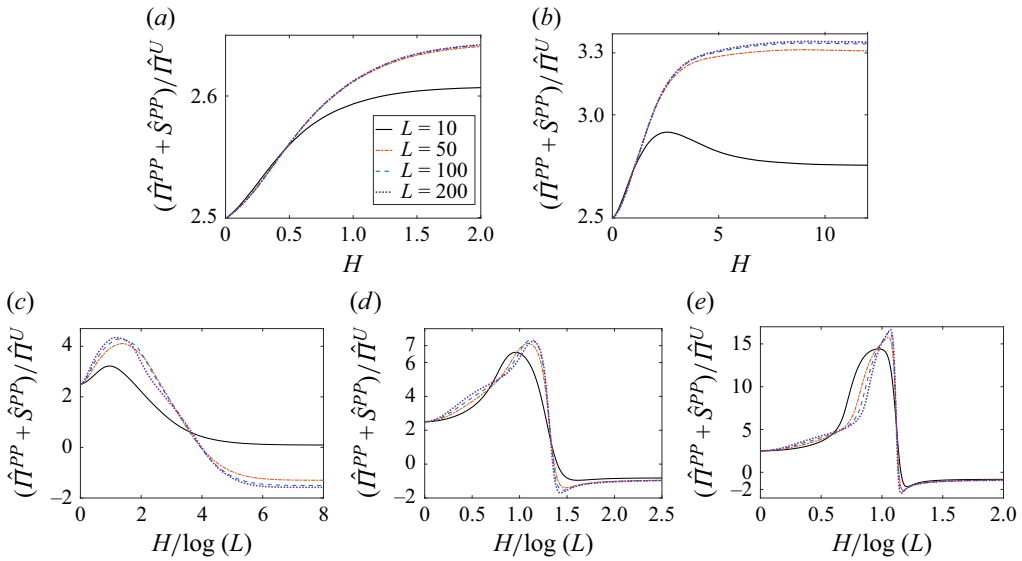 (a)
(Π̂^PP + Ŝ^PP)/Π̂^U
2.6
2.5
0
0.5
1.0
1.5
2.0
H
L = 10
L = 50
L = 100
L = 200
(b)
(Π̂^PP + Ŝ^PP)/Π̂^U
3.3
3.0
2.5
0
5
10
H
(c)
(Π̂^PP + Ŝ^PP)/Π̂^U
4
2
0
−2
0
2
4
6
8
H/log (L)
(d)
(Π̂^PP + Ŝ^PP)/Π̂^U
7
6
4
2
0
−2
0
0.5
1.0
1.5
2.0
2.5
H/log (L)
(e)
(Π̂^PP + Ŝ^PP)/Π̂^U
15
10
5
0
−2
0
0.5
1.0
1.5
2.0
H/log (L)